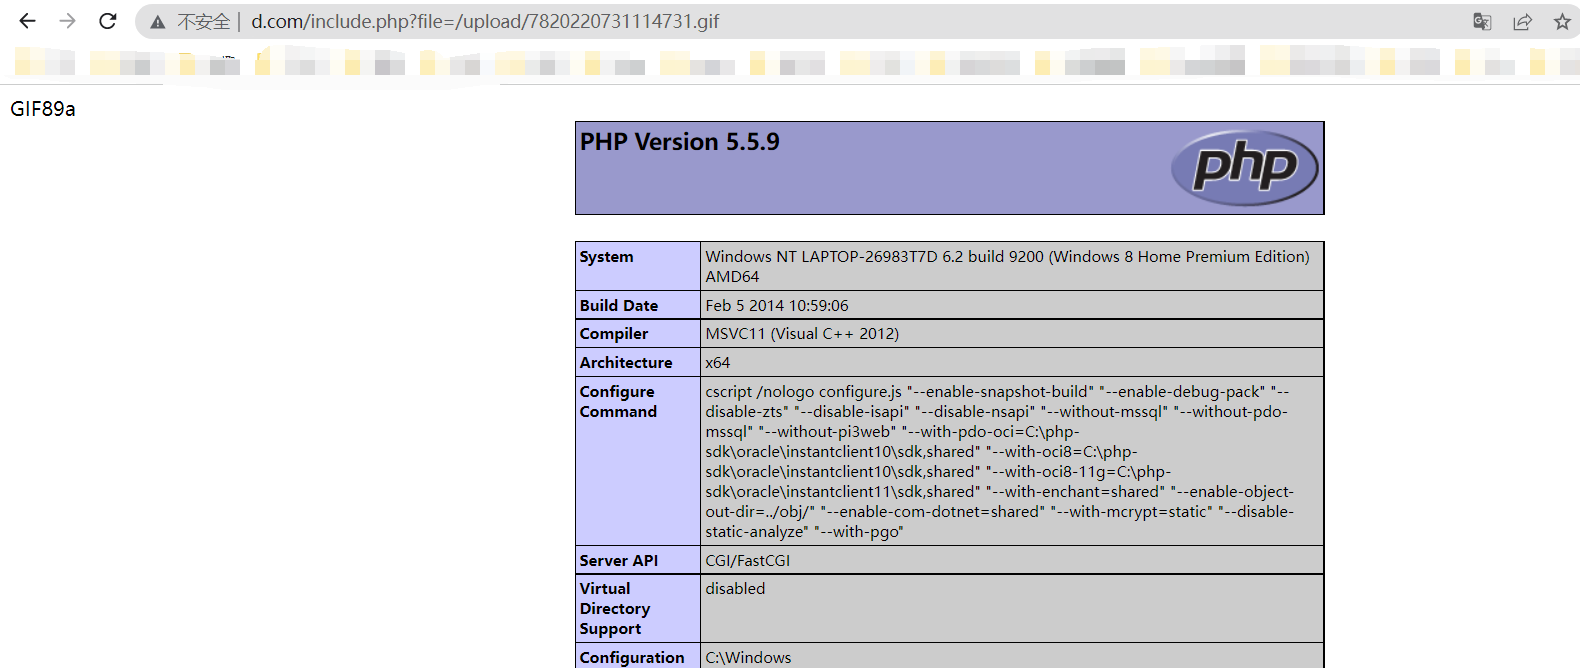 不安全 | d.com/include.php?file=/upload/7820220731114731.gif
GIF89a
PHP Version 5.5.9
php
System
Windows NT LAPTOP-26983T7D 6.2 build 9200 (Windows 8 Home Premium Edition)
AMD64
Build Date
Feb 5 2014 10:59:06
Compiler
MSVC11 (Visual C++ 2012)
Architecture
x64
Configure
Command
cscript /nologo configure.js "--enable-snapshot-build" "--enable-debug-pack" "--
disable-zts" "--disable-isapi" "--disable-nsapi" "--without-mssql" "--without-pdo-
mssql" "--without-pi3web" "--with-pdo-oci=C:\php-
sdk\oracle\instantclient10\sdk,shared" "--with-oci8=C:\php-
sdk\oracle\instantclient10\sdk,shared" "--with-oci8-11g=C:\php-
sdk\oracle\instantclient11\sdk,shared" "--with-enchant=shared" "--enable-object-
out-dir=../obj/" "--enable-com-dotnet=shared" "--with-mcrypt=static" "--disable-
static-analyze" "--with-pgo"
Server API
CGI/FastCGI
Virtual
Directory
Support
disabled
Configuration
C:\Windows